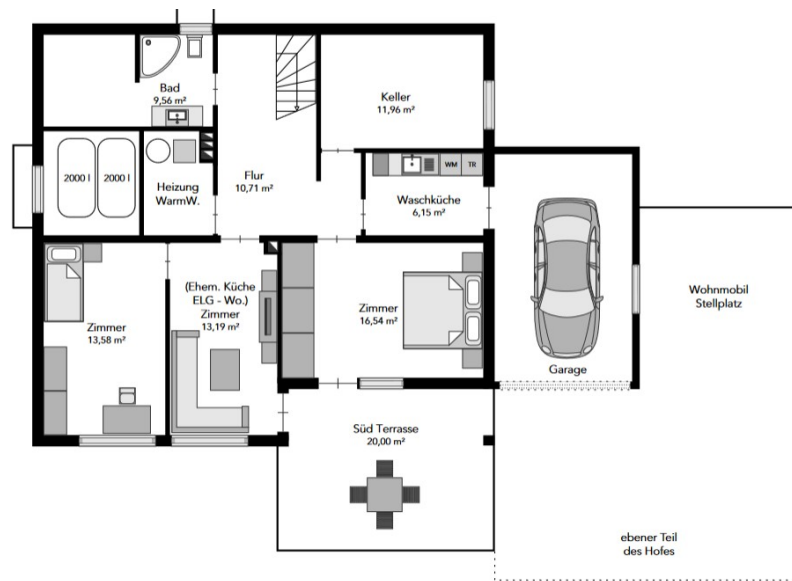 Bad
9,56 m²
Keller
11,96 m²
2000 l
2000 l
Heizung
WarmW.
Flur
10,71 m²
WM
TR
Waschküche
6,15 m²
(Ehem. Küche
ELG - Wo.)
Zimmer
13,19 m²
Zimmer
13,58 m²
Zimmer
16,54 m²
Garage
Wohnmobil
Stellplatz
Süd Terrasse
20,00 m²
ebener Teil
des Hofes